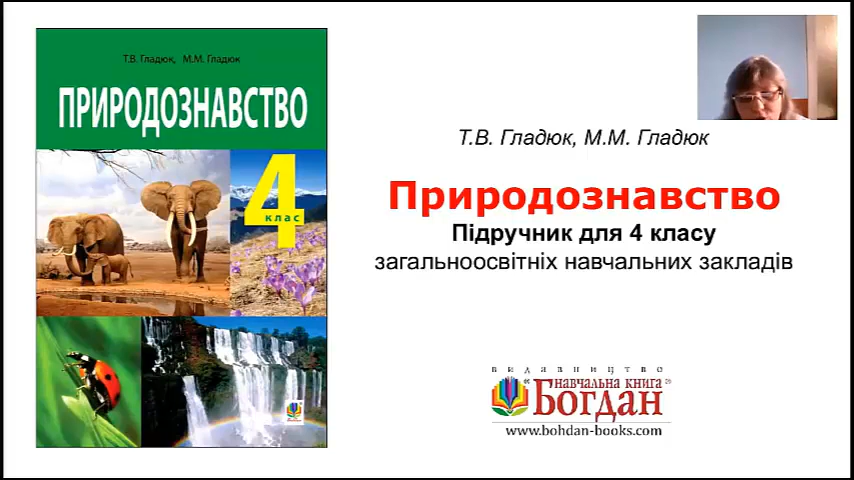 Т.В. Гладюк, М.М. Гладюк
ПРИРОДОЗНАВСТВО
4
клас
Т.В. Гладюк, М.М. Гладюк
Природознавство
Підручник для 4 класу
загальноосвітніх навчальних закладів
видавництво
НАВЧАЛЬНА КНИГА
БОГДАН
www.bohdan-books.com